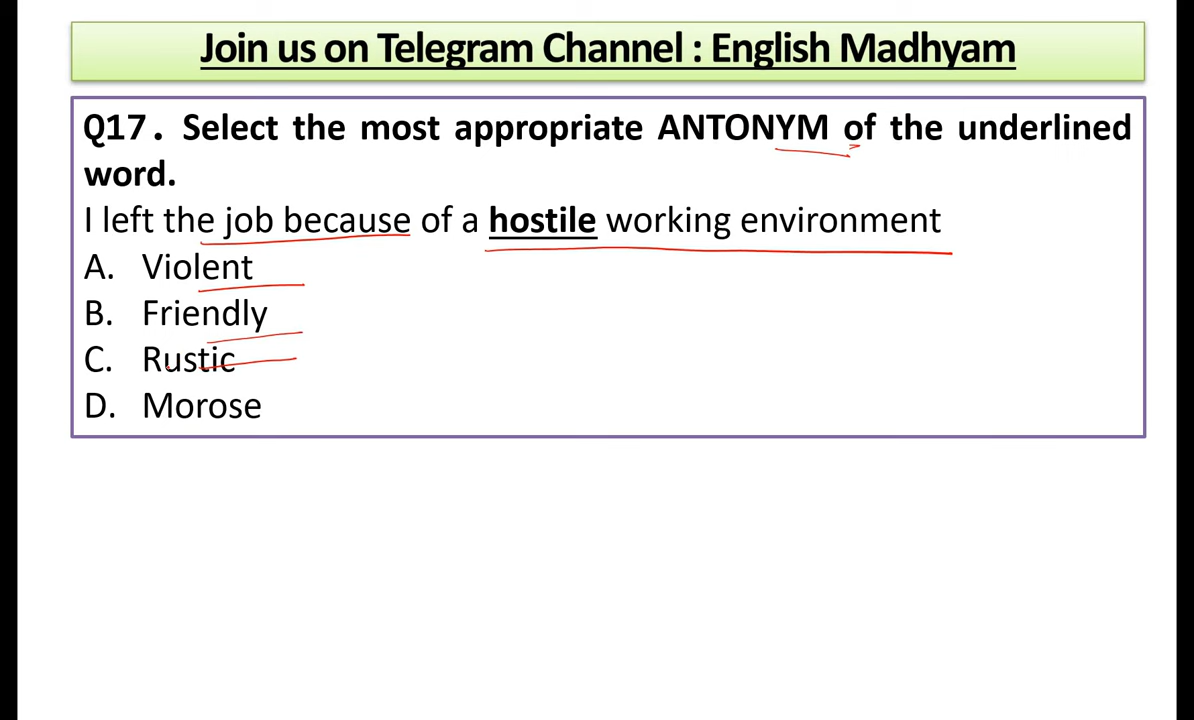 Join us on Telegram Channel : English Madhyam
Q17. Select the most appropriate ANTONYM of the underlined
word.
I left the job because of a hostile working environment
A. Violent
B. Friendly
C. Rustic
D. Morose